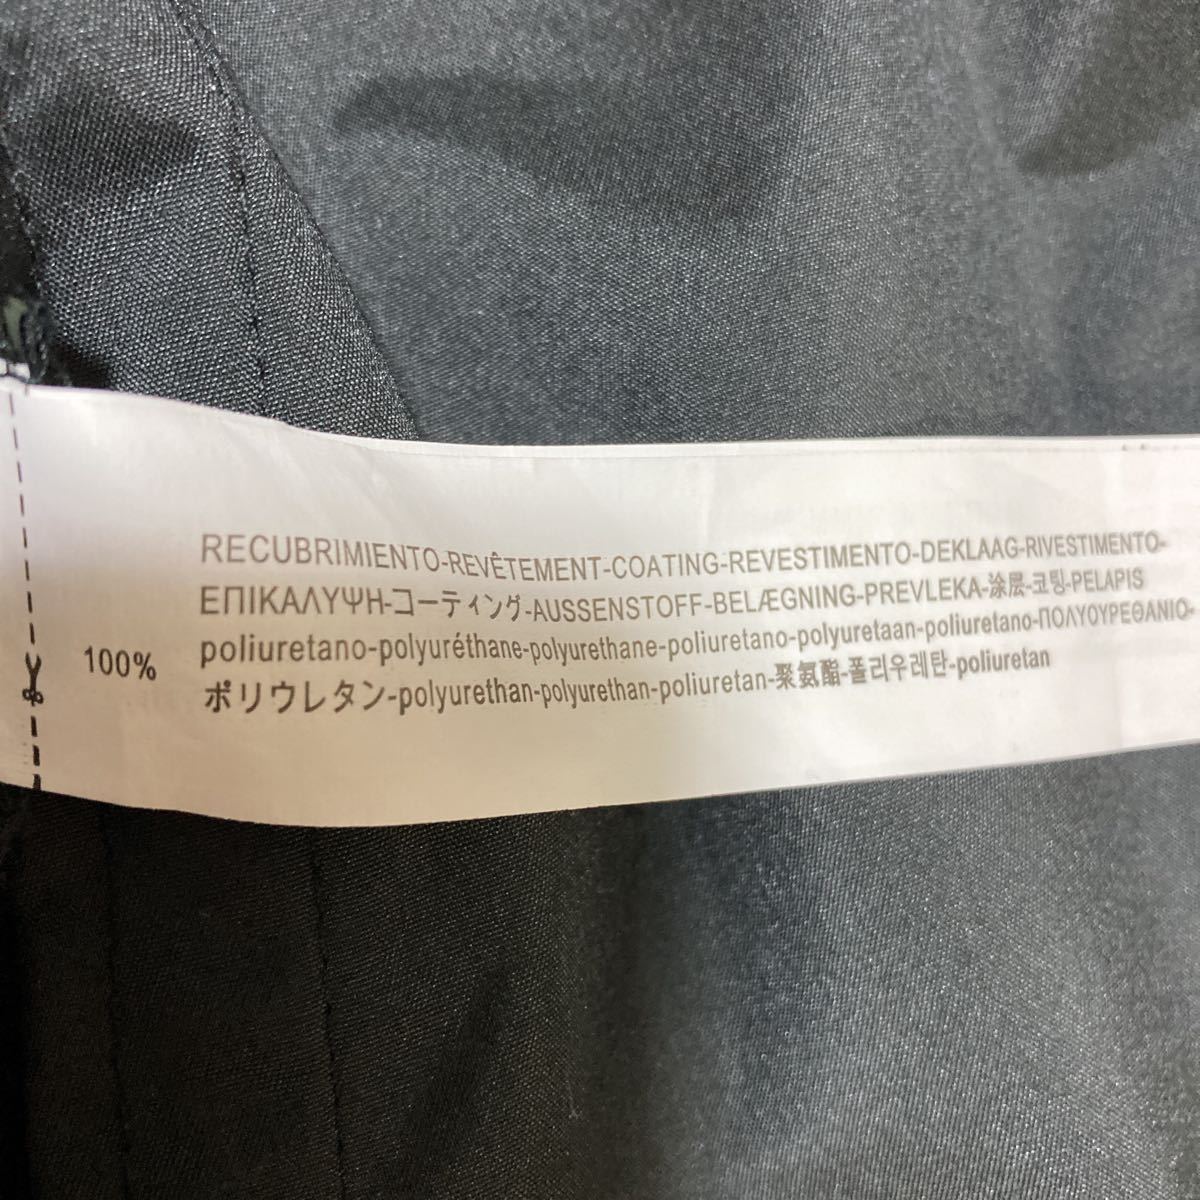 RECUBRIMIENTO-REVÊTEMENT-COATING-REVESTIMENTO-DEKLAAG-RIVESTIMENTO-
ΕΠΙΚΑΛΥΨΗ-コーティング-AUSSENSTOFF-BELÆGNING-PREVLEKA-涂层-코팅-PELAPIS
100% poliuretano-polyuréthane-polyurethane-poliuretano-polyuretaan-poliuretano-ΠΟΛΥΟΥΡΕΘΑΝΙΟ-
ポリウレタン-polyurethan-polyurethan-poliuretan-聚氨酯-폴리우레탄-poliuretan